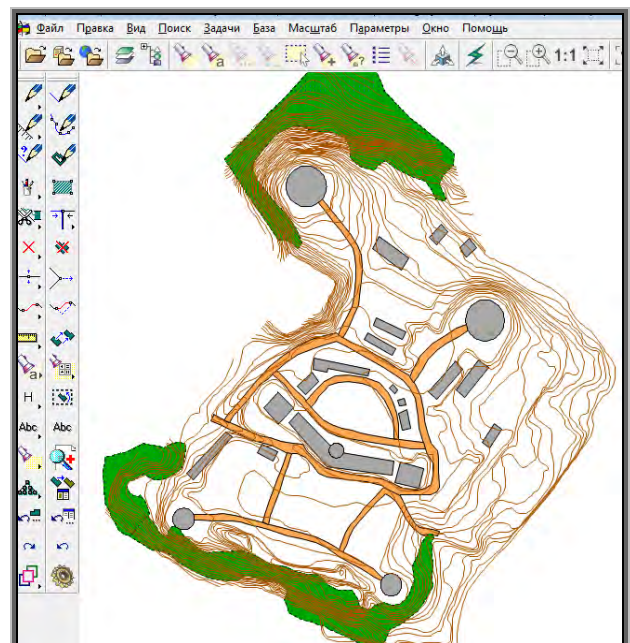 Файл Правка Вид Поиск Задачи База Масштаб Параметры Окно Помощь
a ? 1:1
?
a
H
Abc Abc